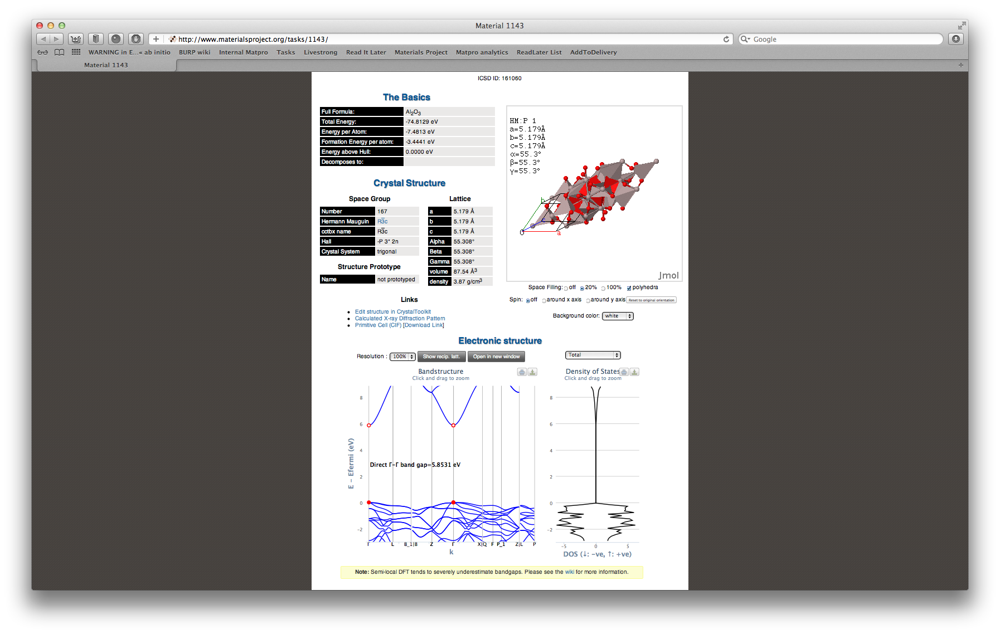 Material 1143
http://www.materialsproject.org/tasks/1143/
Google
WARNING in E...« ab initio BURP wiki Internal Matpro Tasks Livestrong Read It Later Materials Project Matpro analytics ReadLater List AddToDelivery
Material 1143
ICSD ID: 161060
The Basics
Full Formula: Al2O3
Total Energy: -74.8129 eV
Energy per Atom: -7.4813 eV
Formation Energy per atom: -3.4441 eV
Energy above Hull: 0.0000 eV
Decomposes to:
HM:P 1
a=5.179Å
b=5.179Å
c=5.179Å
α=55.3°
β=55.3°
γ=55.3°
b
c
0
a
Jmol
Crystal Structure
Space Group
Number 167
Hermann Mauguin R3̅c
cctbx name R3̅c
Hall -P 3* 2n
Crystal System trigonal
Structure Prototype
Name not prototyped
Lattice
a 5.179 Å
b 5.179 Å
c 5.179 Å
Alpha 55.308°
Beta 55.308°
Gamma 55.308°
volume 87.54 Å3
density 3.87 g/cm3
Space Filling: off 20% 100% polyhedra
Spin: off around x axis around y axis Reset to original orientation
Background color: white
Links
Edit structure in CrystalToolkit
Calculated X-ray Diffraction Pattern
Primitive Cell (CIF) [Download Link]
Electronic structure
Resolution : 100% Show recip. latt. Open in new window
Total
Bandstructure
Click and drag to zoom
8
6
4
2
0
-2
E - Efermi (eV)
Direct Γ-Γ band gap=5.8531 eV
Γ L B_1|B Z Γ X|Q F P_1 Z|L P
k
Density of States
Click and drag to zoom
8
6
4
2
0
-2
-5 0 5
DOS (↓: -ve, ↑: +ve)
Note: Semi-local DFT tends to severely underestimate bandgaps. Please see the wiki for more information.